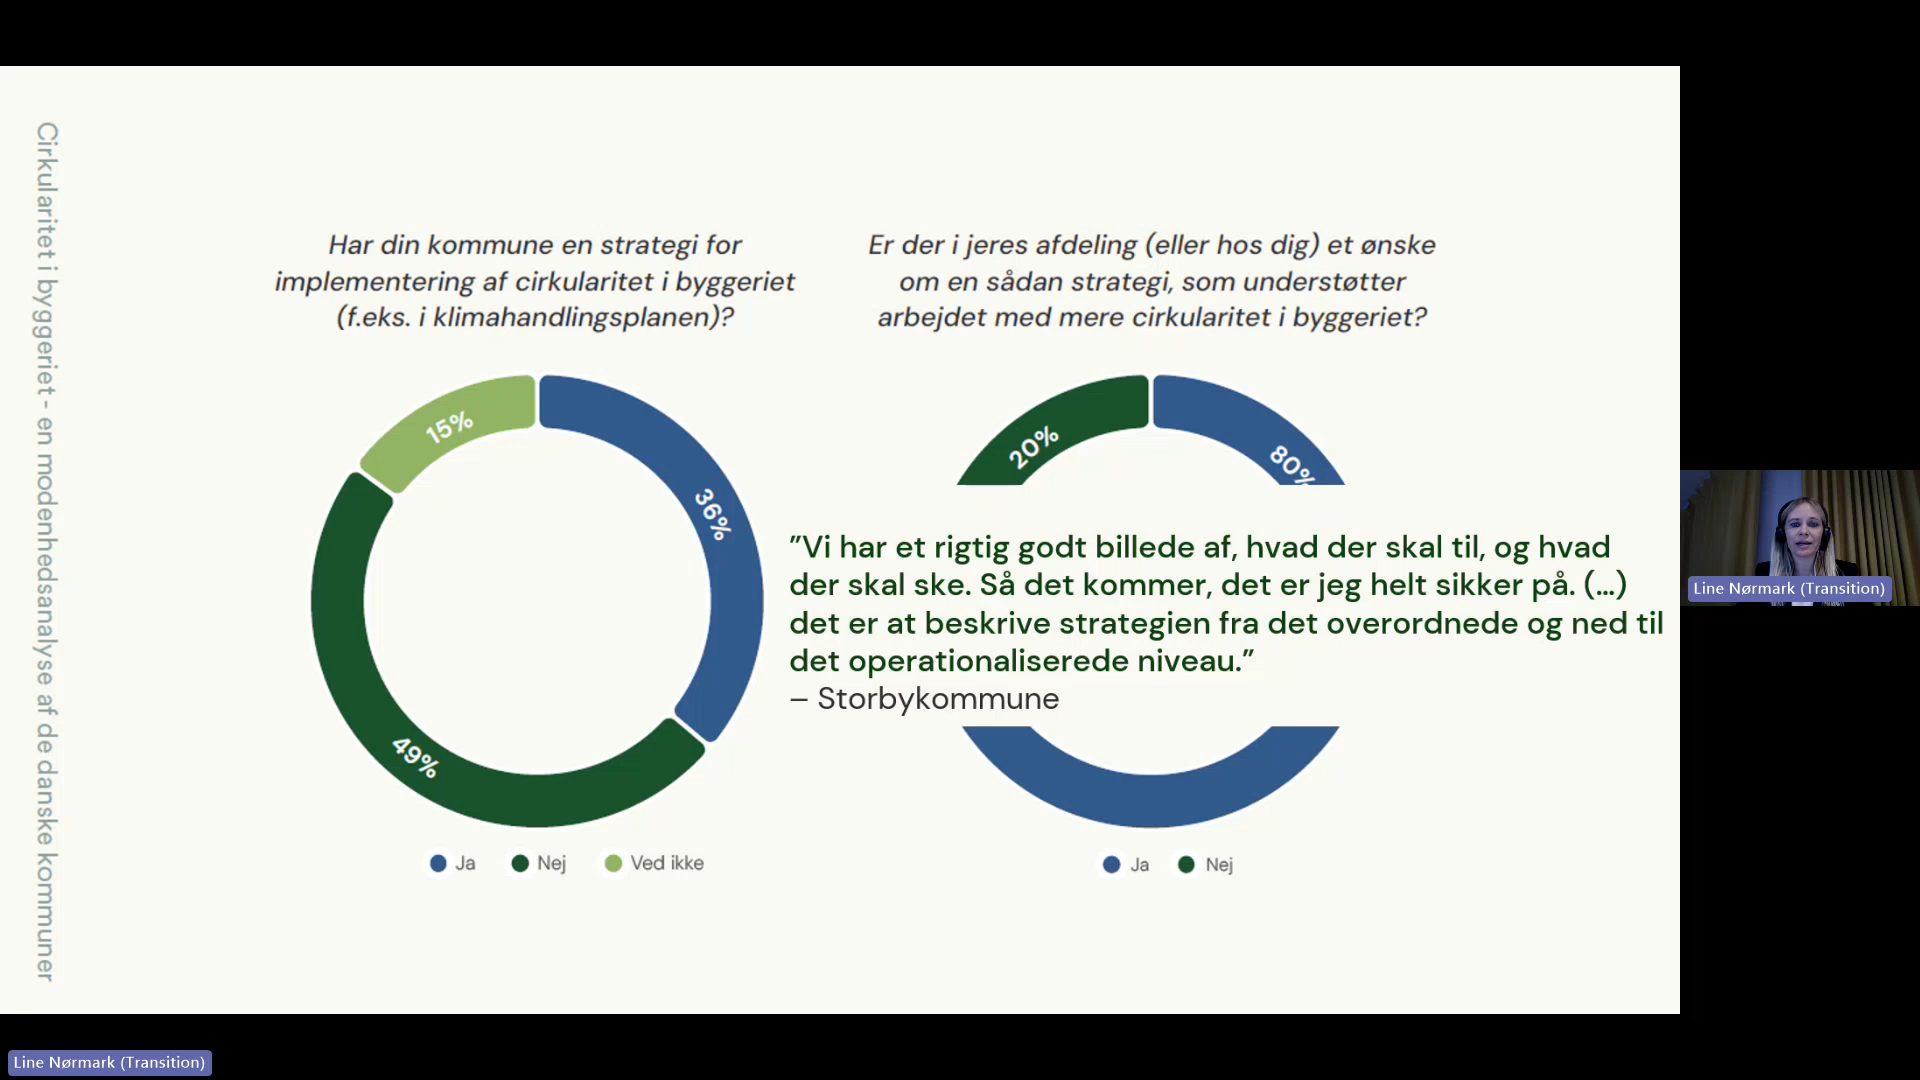 Cirkularitet i byggeriet - en modenhedsanalyse af de danske kommuner
Har din kommune en strategi for
implementering af cirkularitet i byggeriet
(f.eks. i klimahandlingsplanen)?
15%
36%
49%
Ja Nej Ved ikke
Er der i jeres afdeling (eller hos dig) et ønske
om en sådan strategi, som understøtter
arbejdet med mere cirkularitet i byggeriet?
20%
80%
”Vi har et rigtig godt billede af, hvad der skal til, og hvad
der skal ske. Så det kommer, det er jeg helt sikker på. (…)
det er at beskrive strategien fra det overordnede og ned til
det operationaliserede niveau.”
– Storbykommune
Ja Nej
Line Nørmark (Transition)
Line Nørmark (Transition)